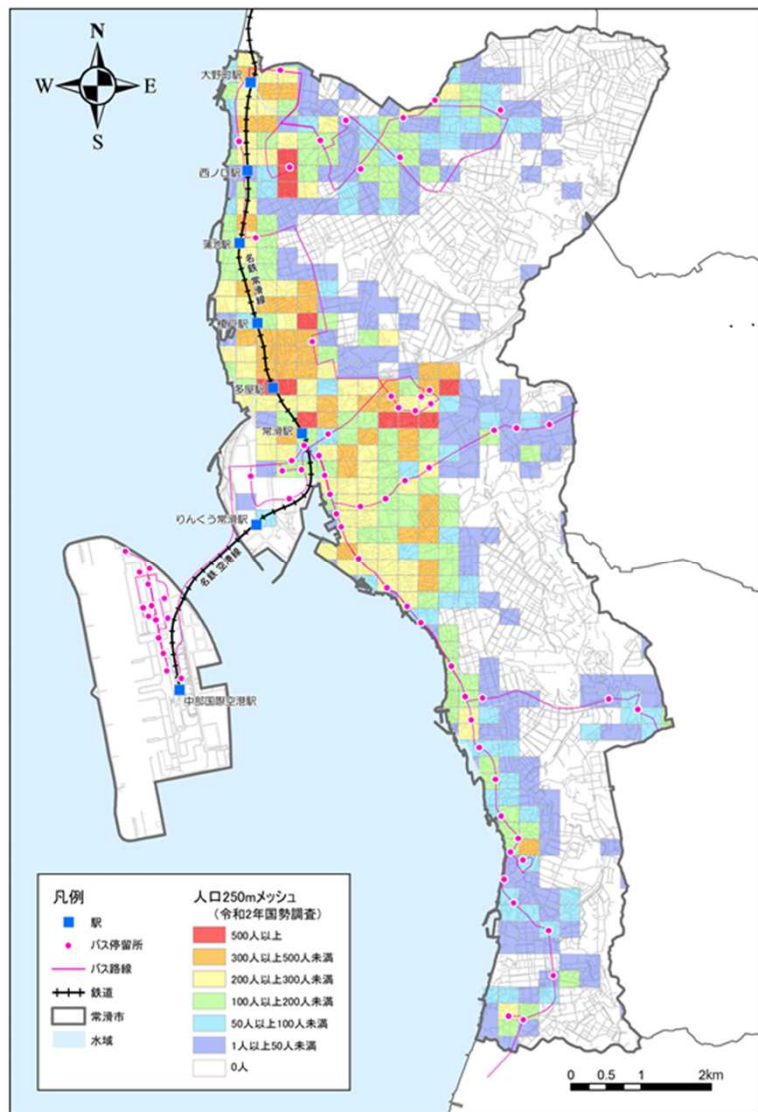 N
W
E
S
大野町駅
西ノ口駅
蒲池駅
名鉄 常滑線
榎戸駅
多屋駅
常滑駅
りんくう常滑駅
名鉄 空港線
中部国際空港駅
凡例
駅
バス停留所
バス路線
鉄道
常滑市
水域
人口250mメッシュ
(令和2年国勢調査)
500人以上
300人以上500人未満
200人以上300人未満
100人以上200人未満
50人以上100人未満
1人以上50人未満
0人
0 0.5 1 2km